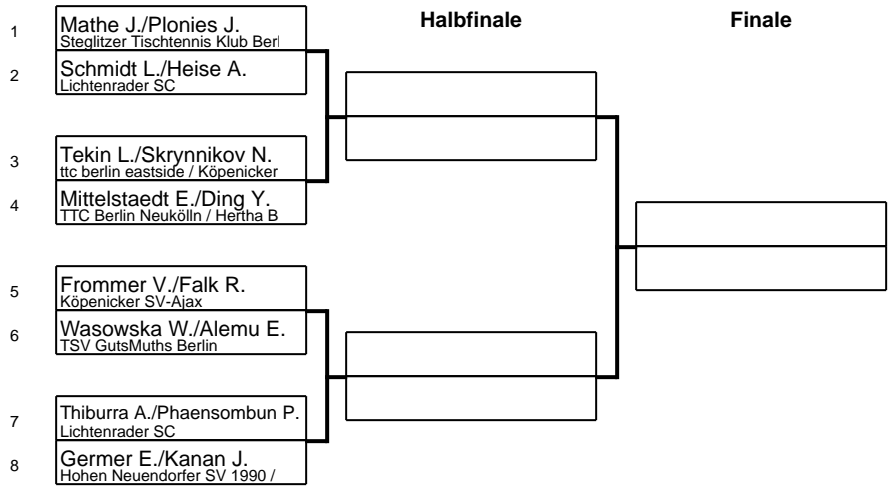 Halbfinale
Finale
1
Mathe J./Plonies J.
Steglitzer Tischtennis Klub Berl
2
Schmidt L./Heise A.
Lichtenrader SC
3
Tekin L./Skrynnikov N.
ttc berlin eastside / Köpenicker
4
Mittelstaedt E./Ding Y.
TTC Berlin Neukölln / Hertha B
5
Frommer V./Falk R.
Köpenicker SV-Ajax
6
Wasowska W./Alemu E.
TSV GutsMuths Berlin
7
Thiburra A./Phaensombun P.
Lichtenrader SC
8
Germer E./Kanan J.
Hohen Neuendorfer SV 1990 /